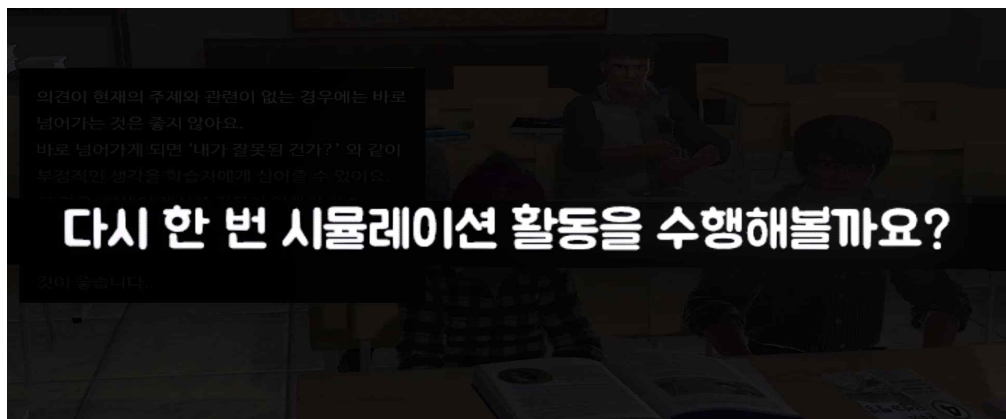 의견이 현재의 주제와 관련이 없는 경우에는 바로
넘어가는 것은 좋지 않아요.
바로 넘어가게 되면 '내가 잘못된 건가?' 와 같이
부정적인 생각을 학습자에게 심어줄 수 있어요.
다시 한 번 시뮬레이션 활동을 수행해볼까요?
것이 좋습니다.